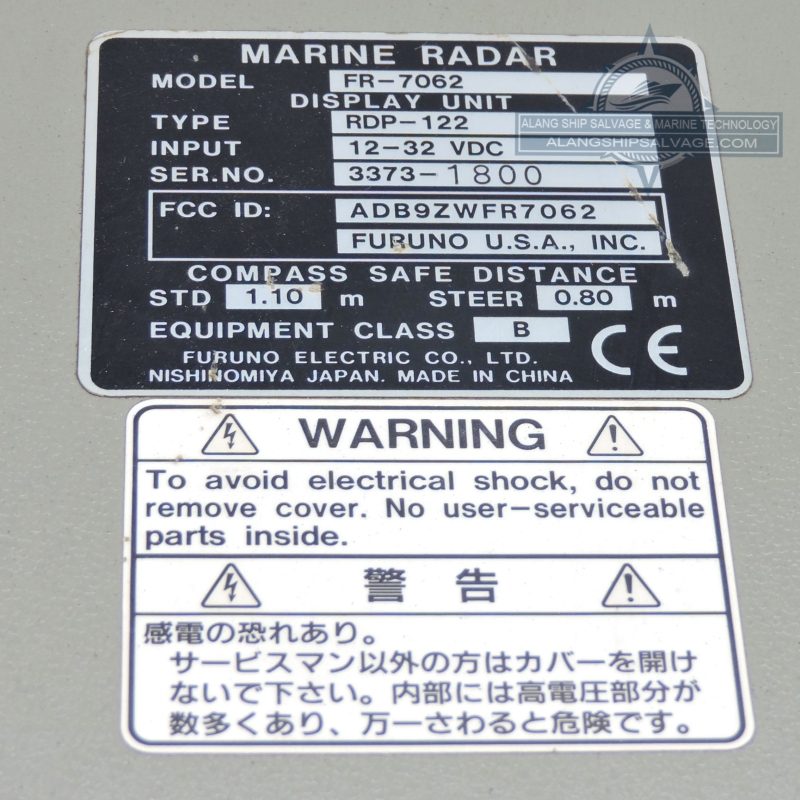 MARINE RADAR
MODEL FR-7062
DISPLAY UNIT
TYPE RDP-122
INPUT 12-32 VDC
SER.NO. 3373-1800
FCC ID: ADB9ZWFR7062
FURUNO U.S.A., INC.
COMPASS SAFE DISTANCE
STD 1.10 m STEER 0.80 m
EQUIPMENT CLASS B
CE
FURUNO ELECTRIC CO., LTD.
NISHINOMIYA JAPAN. MADE IN CHINA
ALANG SHIP SALVAGE & MARINE TECHNOLOGY
ALANGSHIPSALVAGE.COM
WARNING
To avoid electrical shock, do not
remove cover. No user-serviceable
parts inside.
警 告
感電の恐れあり。
サービスマン以外の方はカバーを開け
ないで下さい。内部には高電圧部分が
数多くあり、万一さわると危険です。